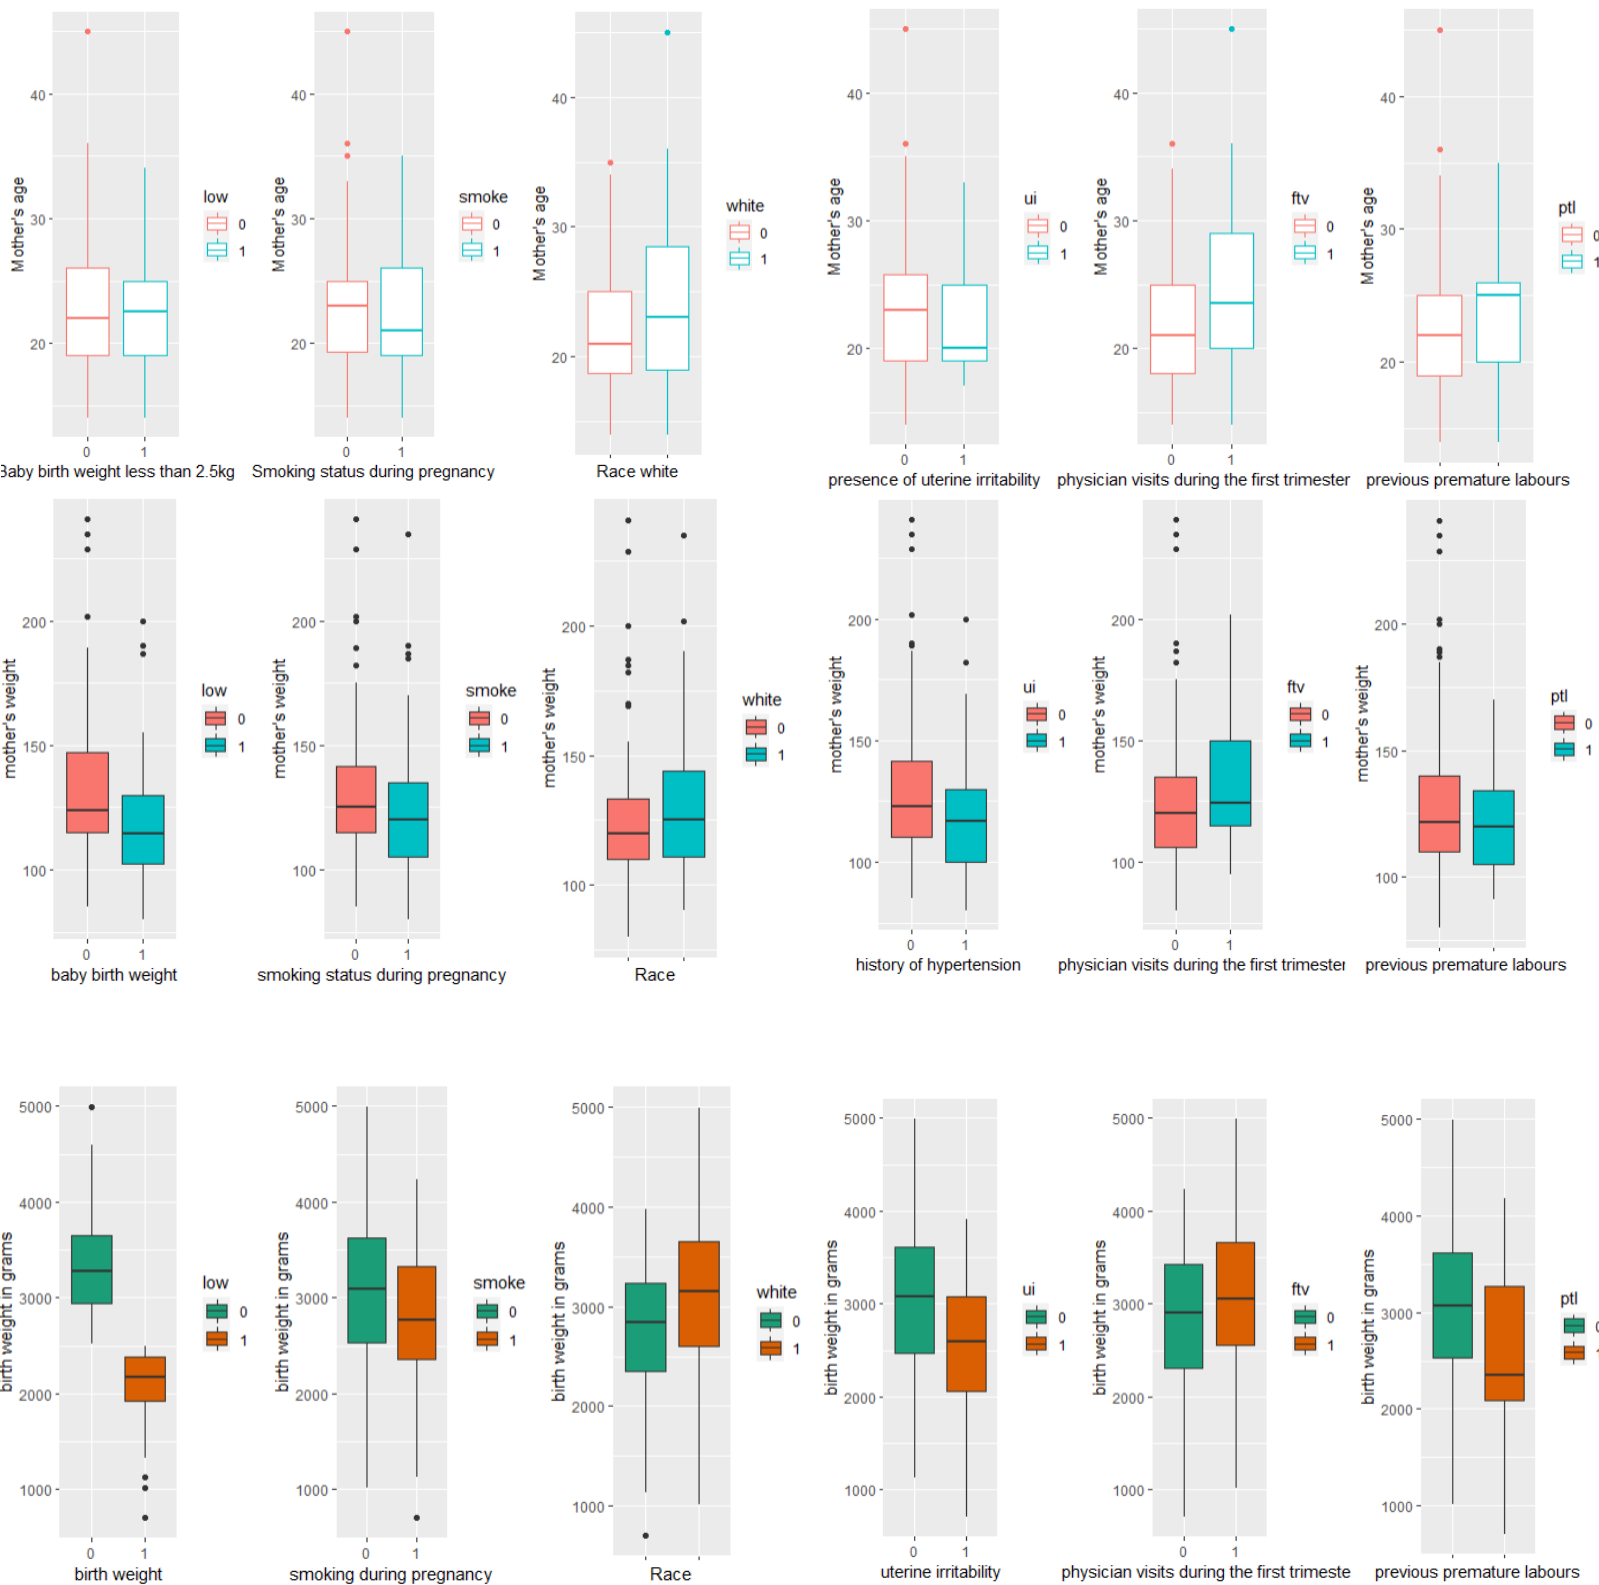 40
30
20
Mother's age
low
0
1
0
1
Baby birth weight less than 2.5kg
40
30
20
Mother's age
smoke
0
1
0
1
Smoking status during pregnancy
40
30
20
Mother's age
white
0
1
Race white
40
30
20
Mother's age
ui
0
1
0
1
presence of uterine irritability
40
30
20
Mother's age
ftv
0
1
0
1
physician visits during the first trimester
40
30
20
Mother's age
ptl
0
1
previous premature labours
200
150
100
mother's weight
low
0
1
0
1
baby birth weight
200
150
100
mother's weight
smoke
0
1
0
1
smoking status during pregnancy
200
150
100
mother's weight
white
0
1
Race
200
150
100
mother's weight
ui
0
1
0
1
history of hypertension
200
150
100
mother's weight
ftv
0
1
0
1
physician visits during the first trimester
200
150
100
mother's weight
ptl
0
1
previous premature labours
5000
4000
3000
2000
1000
birth weight in grams
low
0
1
0
1
birth weight
5000
4000
3000
2000
1000
birth weight in grams
smoke
0
1
0
1
smoking during pregnancy
5000
4000
3000
2000
1000
birth weight in grams
white
0
1
Race
5000
4000
3000
2000
1000
birth weight in grams
ui
0
1
0
1
uterine irritability
5000
4000
3000
2000
1000
birth weight in grams
ftv
0
1
0
1
physician visits during the first trimeste
5000
4000
3000
2000
1000
birth weight in grams
ptl
0
1
previous premature labours